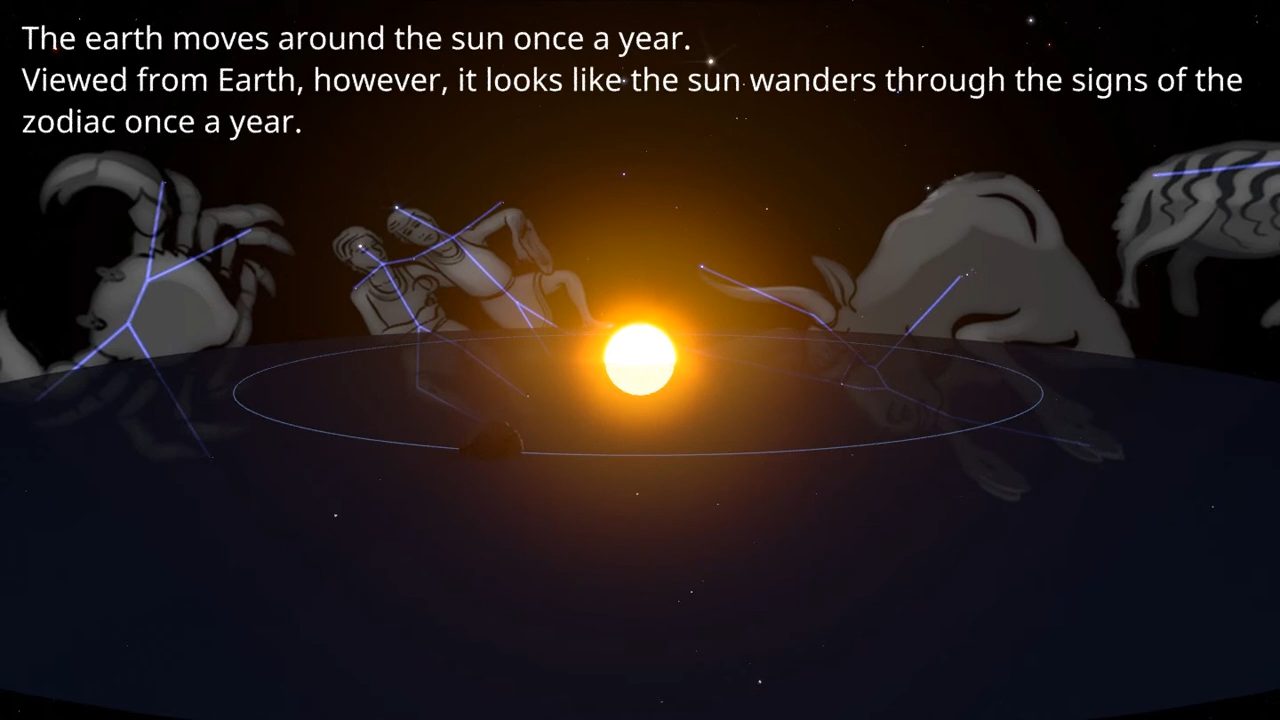 The earth moves around the sun once a year.
Viewed from Earth, however, it looks like the sun wanders through the signs of the
zodiac once a year.